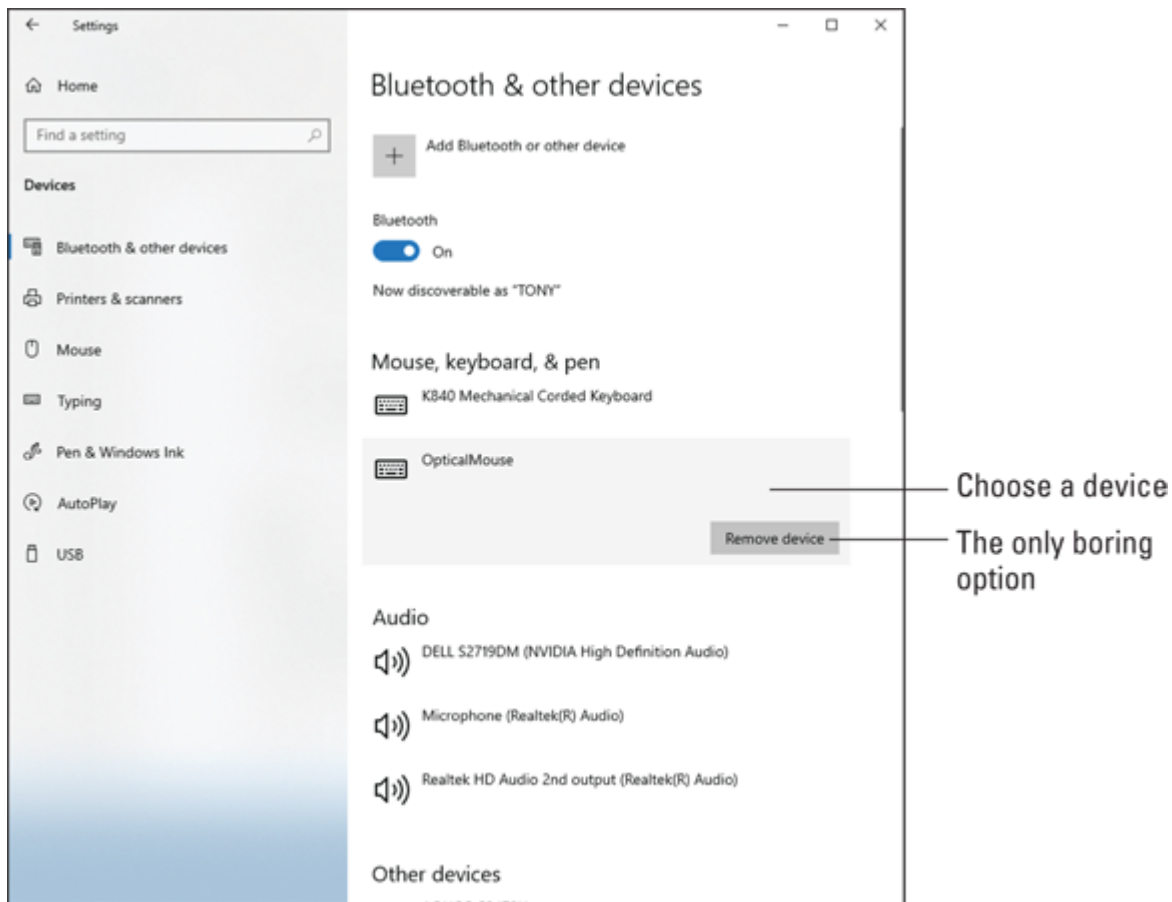 Settings
Home
Find a setting
Devices
Bluetooth & other devices
Printers & scanners
Mouse
Typing
Pen & Windows Ink
AutoPlay
USB
Bluetooth & other devices
Add Bluetooth or other device
Bluetooth
On
Now discoverable as "TONY"
Mouse, keyboard, & pen
K840 Mechanical Corded Keyboard
OpticalMouse
Remove device
Audio
DELL S2719DM (NVIDIA High Definition Audio)
Microphone (Realtek(R) Audio)
Realtek HD Audio 2nd output (Realtek(R) Audio)
Other devices
Choose a device
The only boring
option